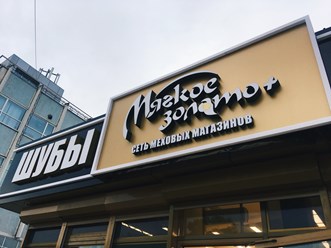 ШУБЫ
Мягкое
золото+
СЕТЬ МЕХОВЫХ МАГАЗИНОВ